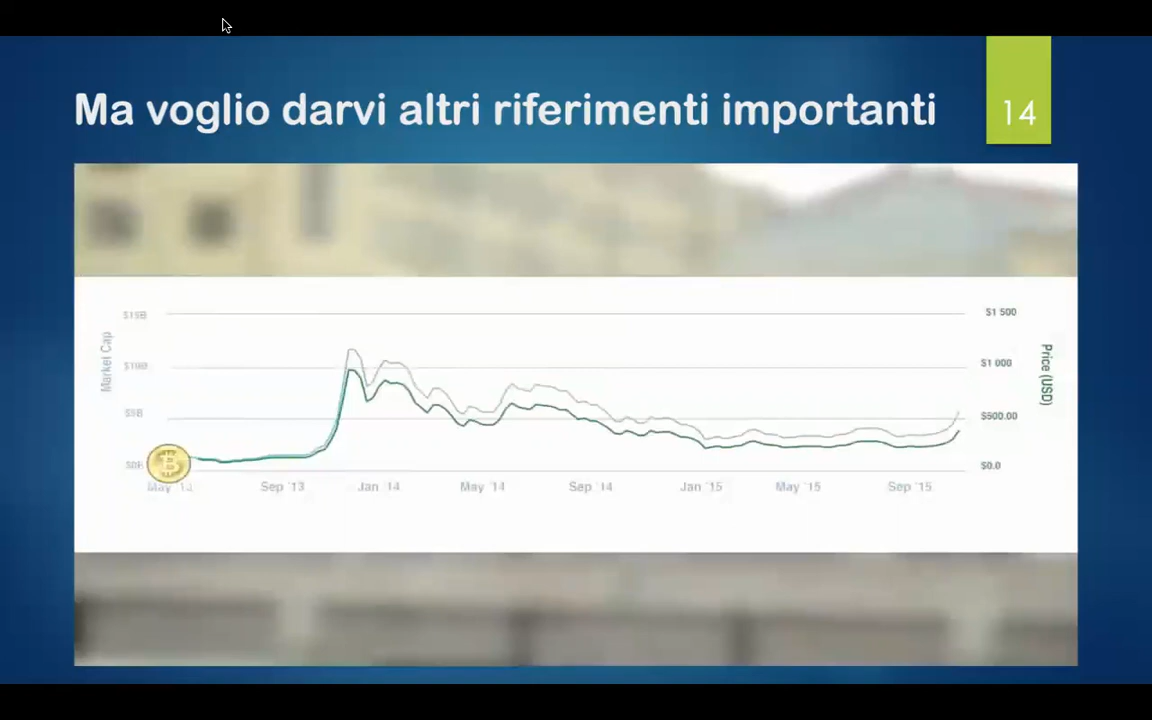 Ma voglio darvi altri riferimenti importanti
14
Market Cap
$15B
$10B
$5B
$0B
$1 500
$1 000
$500.00
$0.0
Price (USD)
May '13
Sep '13
Jan '14
May '14
Sep '14
Jan '15
May '15
Sep '15